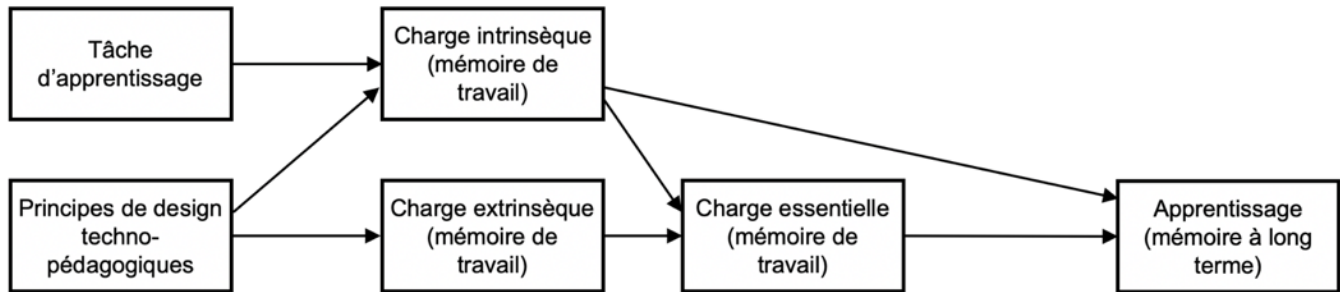 Tâche
d'apprentissage
Charge intrinsèque
(mémoire de
travail)
Principes de design
techno-
pédagogiques
Charge extrinsèque
(mémoire de
travail)
Charge essentielle
(mémoire de
travail)
Apprentissage
(mémoire à long
terme)